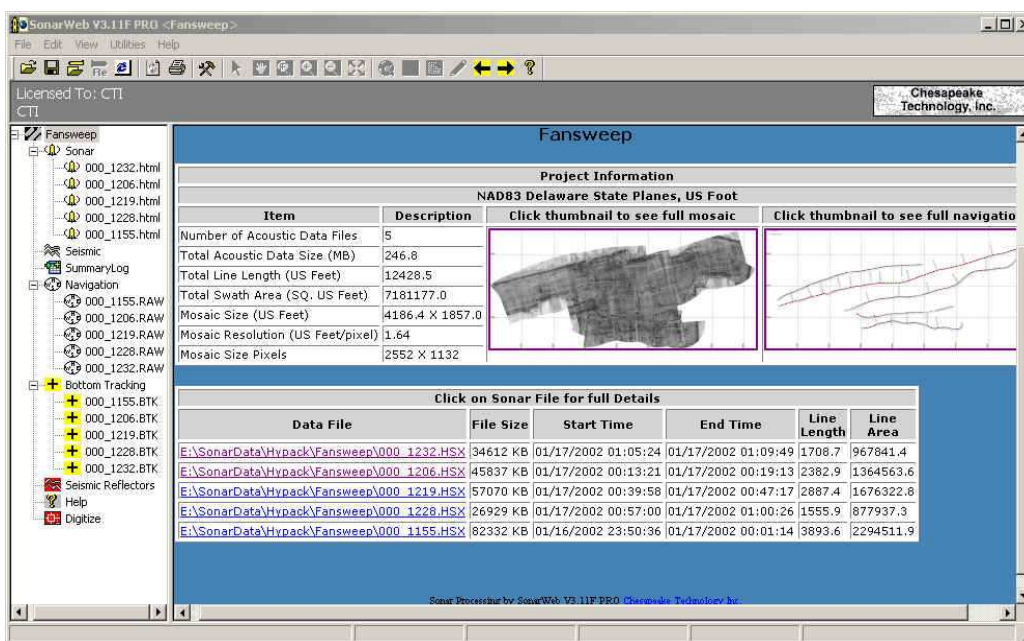 SonarWeb V3.11F PRO <Fansweep>
File Edit View Utilities Help
Licensed To: CTI
CTI
Chesapeake
Technology, Inc.
Fansweep
Sonar
000_1232.html
000_1206.html
000_1219.html
000_1228.html
000_1155.html
Seismic
SummaryLog
Navigation
000_1155.RAW
000_1206.RAW
000_1219.RAW
000_1228.RAW
000_1232.RAW
Bottom Tracking
000_1155.BTK
000_1206.BTK
000_1219.BTK
000_1228.BTK
000_1232.BTK
Seismic Reflectors
Help
Digitize
Fansweep
Project Information
NAD83 Delaware State Planes, US Foot
Item Description Click thumbnail to see full mosaic Click thumbnail to see full navigatio
Number of Acoustic Data Files 5
Total Acoustic Data Size (MB) 246.8
Total Line Length (US Feet) 12428.5
Total Swath Area (SQ. US Feet) 7181177.0
Mosaic Size (US Feet) 4186.4 X 1857.0
Mosaic Resolution (US Feet/pixel) 1.64
Mosaic Size Pixels 2552 X 1132
Click on Sonar File for full Details
Data File File Size Start Time End Time Line Length Line Area
E:\SonarData\Hypack\Fansweep\000_1232.HSX 34612 KB 01/17/2002 01:05:24 01/17/2002 01:09:49 1708.7 967841.4
E:\SonarData\Hypack\Fansweep\000_1206.HSX 45837 KB 01/17/2002 00:13:21 01/17/2002 00:19:13 2382.9 1364563.6
E:\SonarData\Hypack\Fansweep\000_1219.HSX 57070 KB 01/17/2002 00:39:58 01/17/2002 00:47:17 2887.4 1676322.8
E:\SonarData\Hypack\Fansweep\000_1228.HSX 26929 KB 01/17/2002 00:57:00 01/17/2002 01:00:26 1555.9 877937.3
E:\SonarData\Hypack\Fansweep\000_1155.HSX 82332 KB 01/16/2002 23:50:36 01/17/2002 00:01:14 3893.6 2294511.9
Sonar Processing by SonarWeb V3.11F PRO Chesapeake Technology Inc